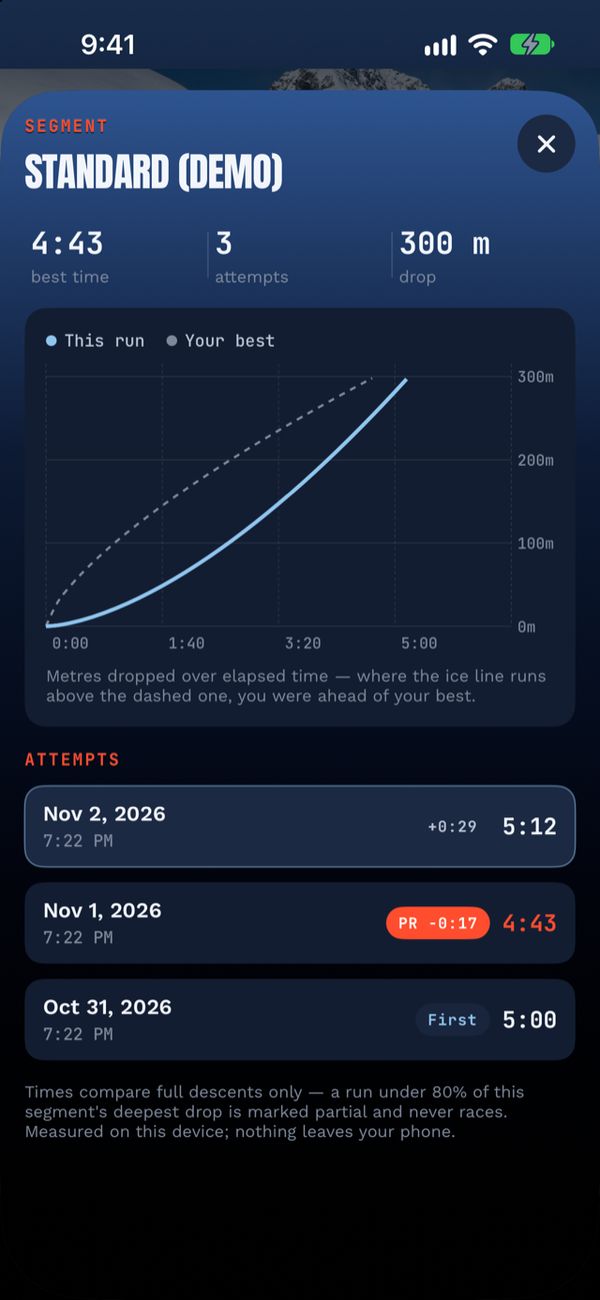 9:41
SEGMENT
STANDARD (DEMO)
4:43 3 300 m
best time attempts drop
This run Your best
300m
200m
100m
0m
0:00 1:40 3:20 5:00
Metres dropped over elapsed time — where the ice line runs
above the dashed one, you were ahead of your best.
ATTEMPTS
Nov 2, 2026
7:22 PM
+0:29 5:12
Nov 1, 2026
7:22 PM
PR -0:17 4:43
Oct 31, 2026
7:22 PM
First 5:00
Times compare full descents only — a run under 80% of this
segment's deepest drop is marked partial and never races.
Measured on this device; nothing leaves your phone.